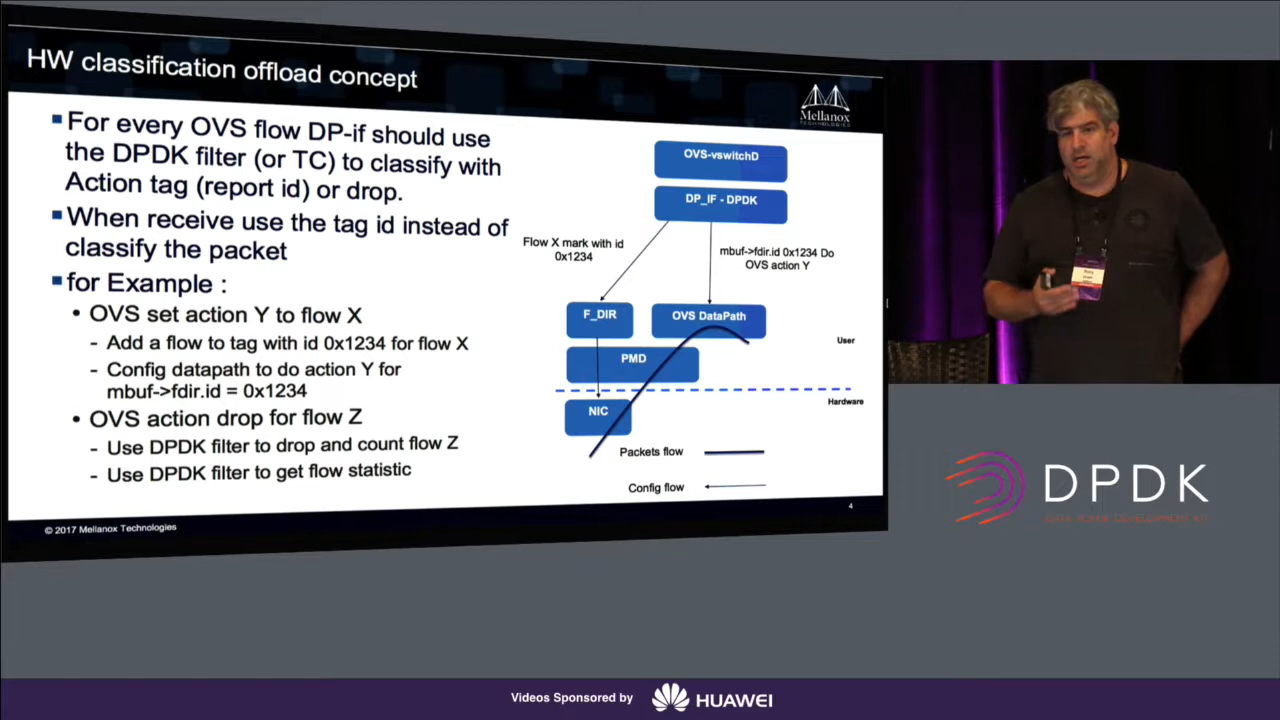 HW classification offload concept
Mellanox
TECHNOLOGIES
▪For every OVS flow DP-if should use
the DPDK filter (or TC) to classify with
Action tag (report id) or drop.
▪When receive use the tag id instead of
classify the packet
▪for Example :
• OVS set action Y to flow X
- Add a flow to tag with id 0x1234 for flow X
- Config datapath to do action Y for
mbuf->fdir.id = 0x1234
• OVS action drop for flow Z
- Use DPDK filter to drop and count flow Z
- Use DPDK filter to get flow statistic
OVS-vswitchD
DP_IF - DPDK
Flow X mark with id
0x1234
mbuf->fdir.id 0x1234 Do
OVS action Y
F_DIR
OVS DataPath
User
PMD
Hardware
NIC
Packets flow
Config flow
4
© 2017 Mellanox Technologies
DPDK
DATA PLANE DEVELOPMENT KIT
Videos Sponsored by
HUAWEI